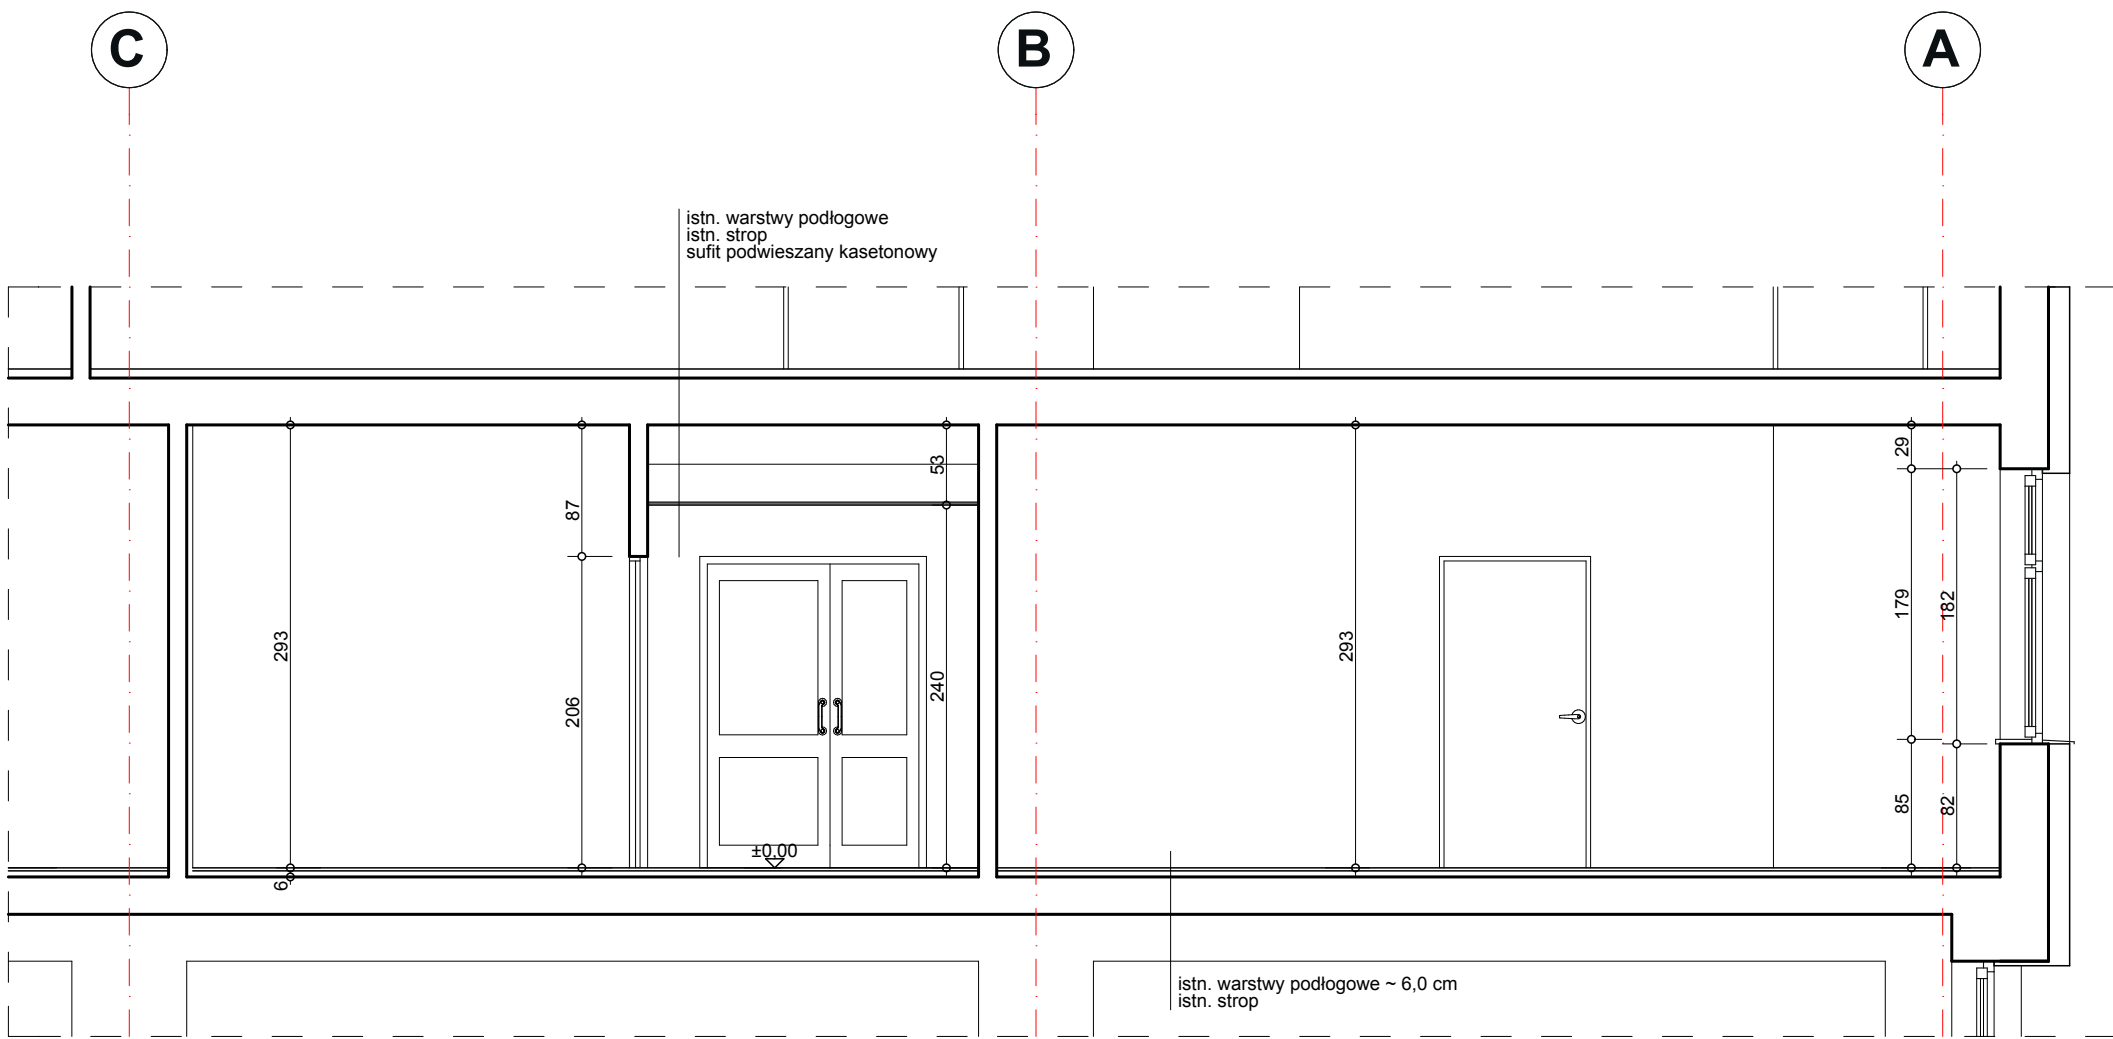 C
B
A
istn. warstwy podłogowe
istn. strop
sufit podwieszany kasetonowy
293
6
87
206
53
240
±0,00
293
29
179
85
182
82
istn. warstwy podłogowe ~ 6,0 cm
istn. strop